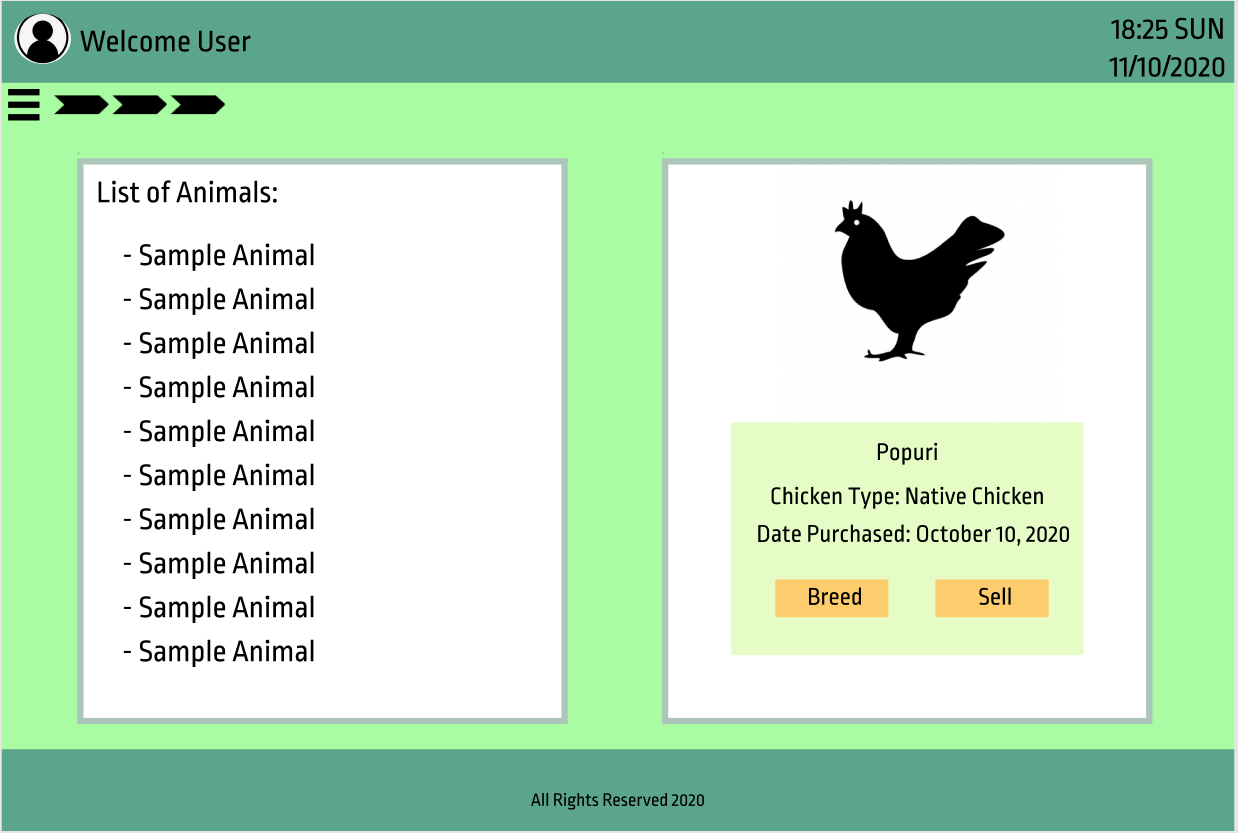 Welcome User
18:25 SUN
11/10/2020
List of Animals:
- Sample Animal
- Sample Animal
- Sample Animal
- Sample Animal
- Sample Animal
- Sample Animal
- Sample Animal
- Sample Animal
- Sample Animal
- Sample Animal
Popuri
Chicken Type: Native Chicken
Date Purchased: October 10, 2020
Breed
Sell
All Rights Reserved 2020